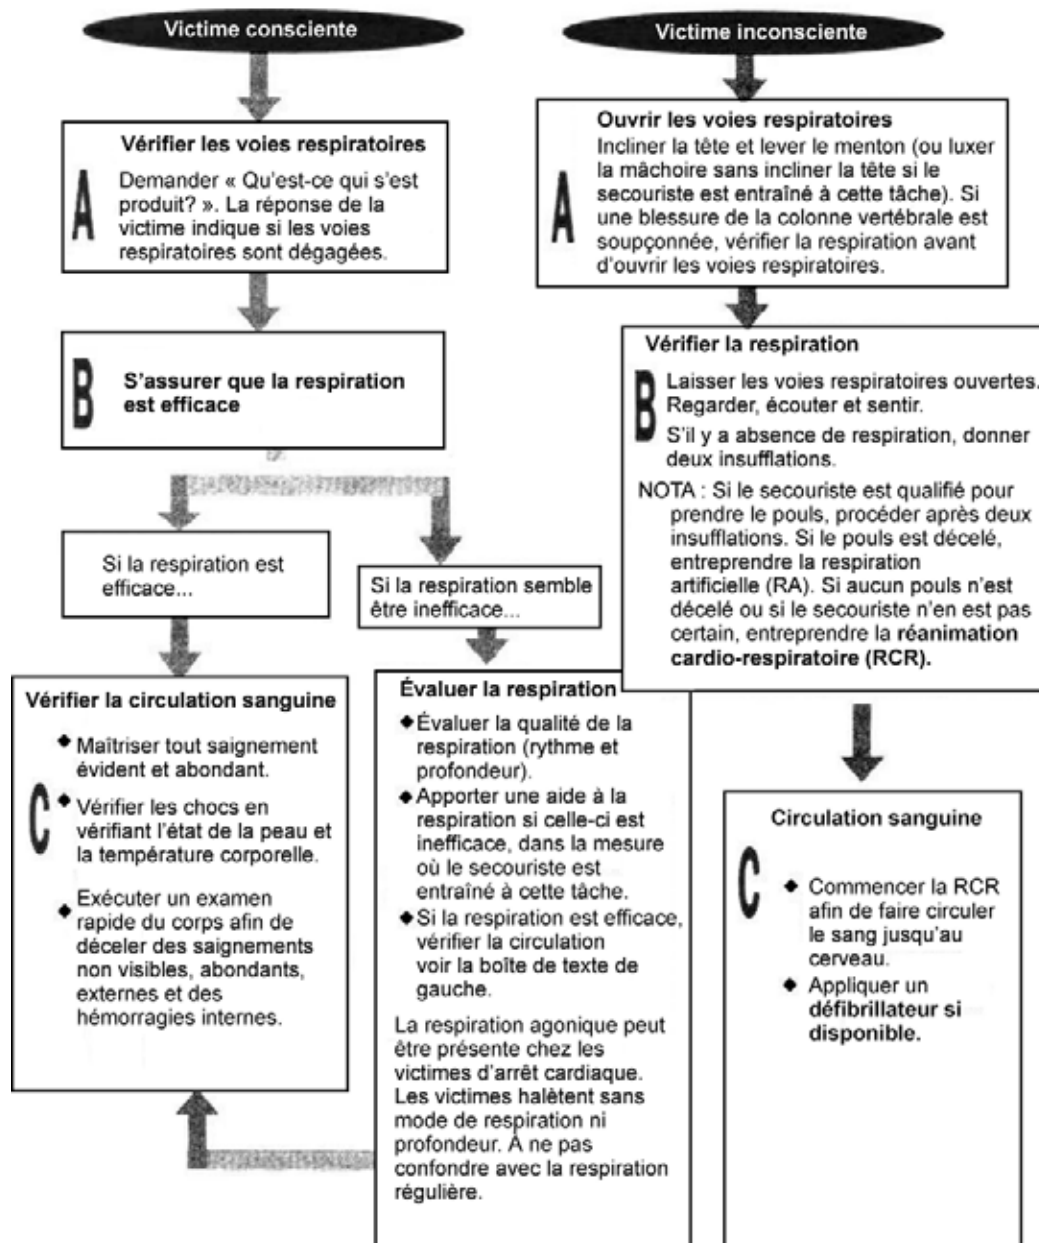 Victime consciente
Vérifier les voies respiratoires
A
Demander « Qu'est-ce qui s'est
produit? ». La réponse de la
victime indique si les voies
respiratoires sont dégagées.
B
S'assurer que la respiration
est efficace
Si la respiration est
efficace...
Si la respiration semble
être inefficace...
Vérifier la circulation sanguine
C
◆ Maîtriser tout saignement
évident et abondant.
◆ Vérifier les chocs en
vérifiant l'état de la peau et
la température corporelle.
◆ Exécuter un examen
rapide du corps afin de
déceler des saignements
non visibles, abondants,
externes et des
hémorragies internes.
Évaluer la respiration
◆ Évaluer la qualité de la
respiration (rythme et
profondeur).
◆ Apporter une aide à la
respiration si celle-ci est
inefficace, dans la mesure
où le secouriste est
entraîné à cette tâche.
◆ Si la respiration est efficace,
vérifier la circulation
voir la boîte de texte de
gauche.
La respiration agonique peut
être présente chez les
victimes d'arrêt cardiaque.
Les victimes halètent sans
mode de respiration ni
profondeur. À ne pas
confondre avec la respiration
régulière.
Victime inconsciente
Ouvrir les voies respiratoires
A
Incliner la tête et lever le menton (ou luxer
la mâchoire sans incliner la tête si le
secouriste est entraîné à cette tâche). Si
une blessure de la colonne vertébrale est
soupçonnée, vérifier la respiration avant
d'ouvrir les voies respiratoires.
Vérifier la respiration
B
Laisser les voies respiratoires ouvertes.
Regarder, écouter et sentir.
S'il y a absence de respiration, donner
deux insufflations.
NOTA : Si le secouriste est qualifié pour
prendre le pouls, procéder après deux
insufflations. Si le pouls est décelé,
entreprendre la respiration
artificielle (RA). Si aucun pouls n'est
décelé ou si le secouriste n'en est pas
certain, entreprendre la réanimation
cardio-respiratoire (RCR).
Circulation sanguine
C
◆ Commencer la RCR
afin de faire circuler
le sang jusqu'au
cerveau.
◆ Appliquer un
défibrillateur si
disponible.